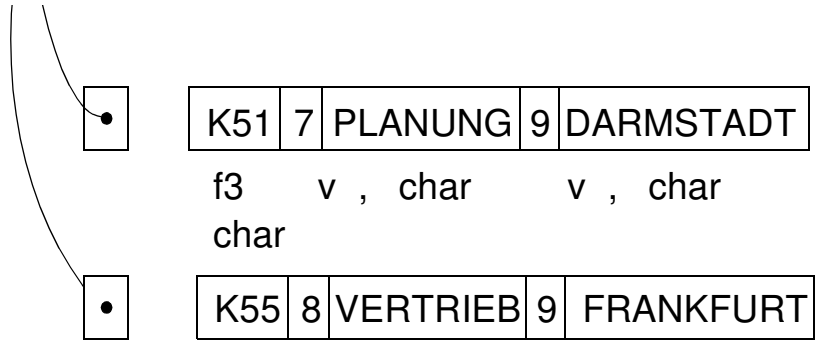 K51 7 PLANUNG 9 DARMSTADT
f3 v , char v , char
char
K55 8 VERTRIEB 9 FRANKFURT